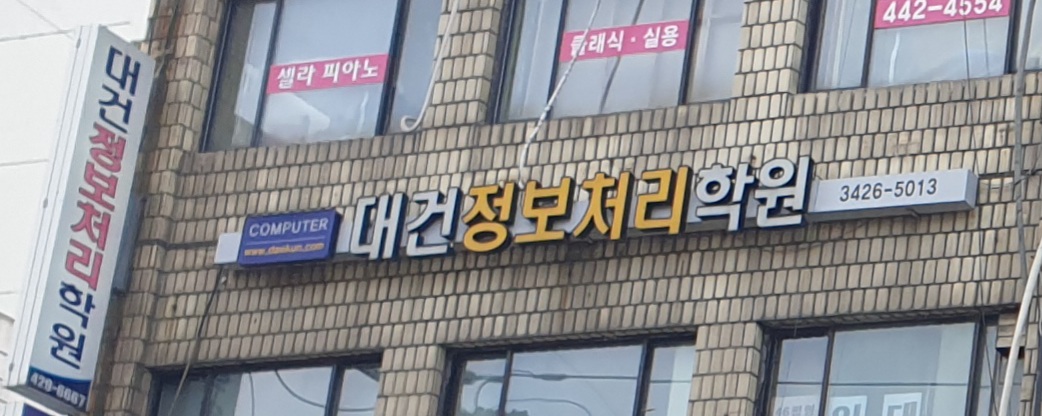 대건정보처리학원
429-6667
셀라 피아노
클래식·실용
442-4554
COMPUTER
www.daekun.com
대건정보처리학원
3426-5013